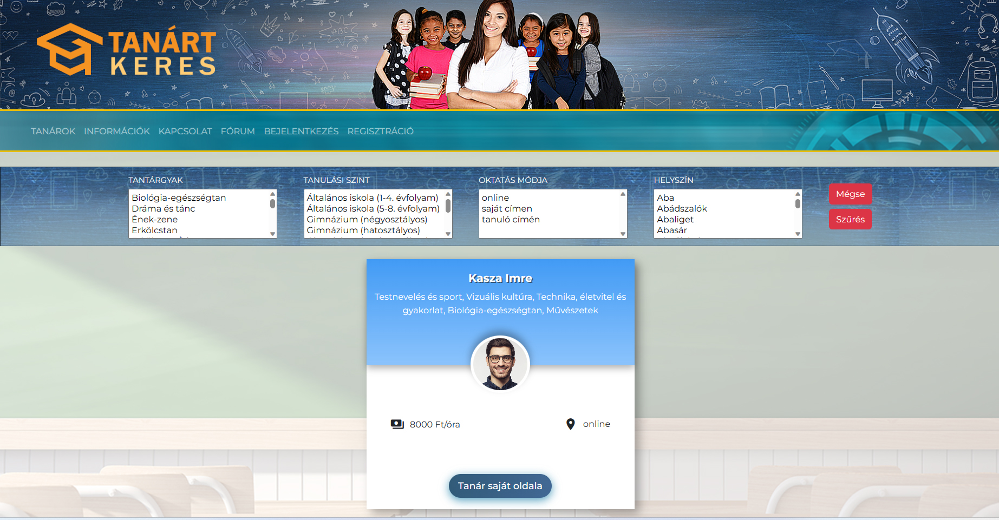 TANÁRT
KERES
TANÁROK INFORMÁCIÓK KAPCSOLAT FÓRUM BEJELENTKEZÉS REGISZTRÁCIÓ
TANTÁRGYAK
Biológia-egészségtan
Dráma és tánc
Ének-zene
Erkölcstan
TANULÁSI SZINT
Általános iskola (1-4. évfolyam)
Általános iskola (5-8. évfolyam)
Gimnázium (négyosztályos)
Gimnázium (hatosztályos)
OKTATÁS MÓDJA
online
saját címen
tanuló címén
HELYSZÍN
Aba
Abádszalók
Abaliget
Abasár
Mégse
Szűrés
Kasza Imre
Testnevelés és sport, Vizuális kultúra, Technika, életvitel és
gyakorlat, Biológia-egészségtan, Művészetek
8000 Ft/óra
online
Tanár saját oldala